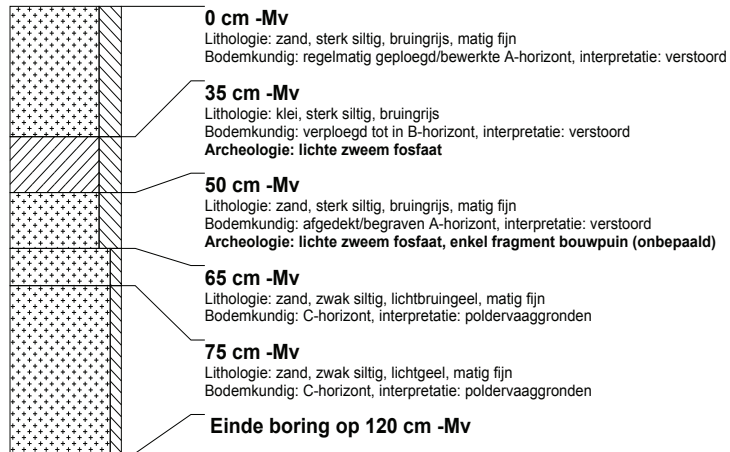 0 cm -Mv
Lithologie: zand, sterk siltig, bruingrijs, matig fijn
Bodemkundig: regelmatig geploegd/bewerkte A-horizont, interpretatie: verstoord
35 cm -Mv
Lithologie: klei, sterk siltig, bruingrijs
Bodemkundig: verploegd tot in B-horizont, interpretatie: verstoord
Archeologie: lichte zweem fosfaat
50 cm -Mv
Lithologie: zand, sterk siltig, bruingrijs, matig fijn
Bodemkundig: afgedekt/begraven A-horizont, interpretatie: verstoord
Archeologie: lichte zweem fosfaat, enkel fragment bouwpuin (onbepaald)
65 cm -Mv
Lithologie: zand, zwak siltig, lichtbruingeel, matig fijn
Bodemkundig: C-horizont, interpretatie: poldervaaggronden
75 cm -Mv
Lithologie: zand, zwak siltig, lichtgeel, matig fijn
Bodemkundig: C-horizont, interpretatie: poldervaaggronden
Einde boring op 120 cm -Mv